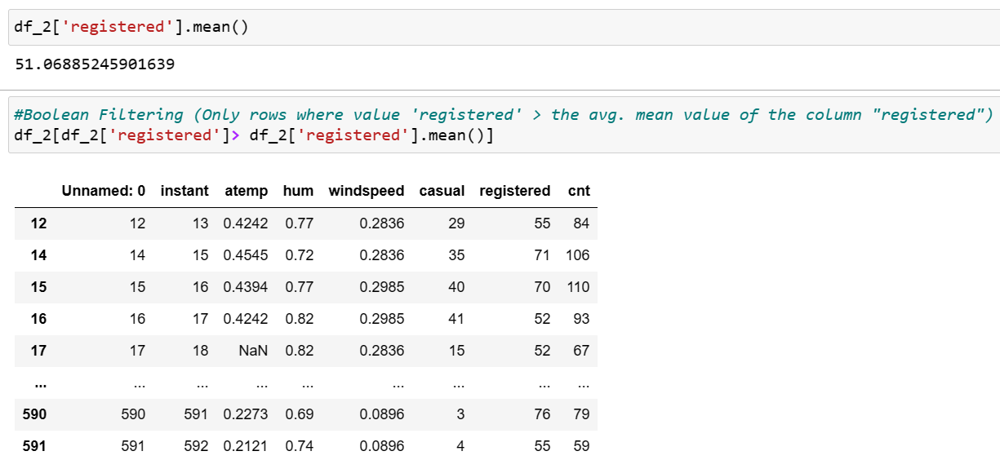 df_2['registered'].mean()
51.06885245901639
#Boolean Filtering (Only rows where value 'registered' > the avg. mean value of the column "registered")
df_2[df_2['registered']> df_2['registered'].mean()]
Unnamed: 0 instant atemp hum windspeed casual registered cnt
12 12 13 0.4242 0.77 0.2836 29 55 84
14 14 15 0.4545 0.72 0.2836 35 71 106
15 15 16 0.4394 0.77 0.2985 40 70 110
16 16 17 0.4242 0.82 0.2985 41 52 93
17 17 18 NaN 0.82 0.2836 15 52 67
... ... ... ... ... ... ... ... ...
590 590 591 0.2273 0.69 0.0896 3 76 79
591 591 592 0.2121 0.74 0.0896 4 55 59